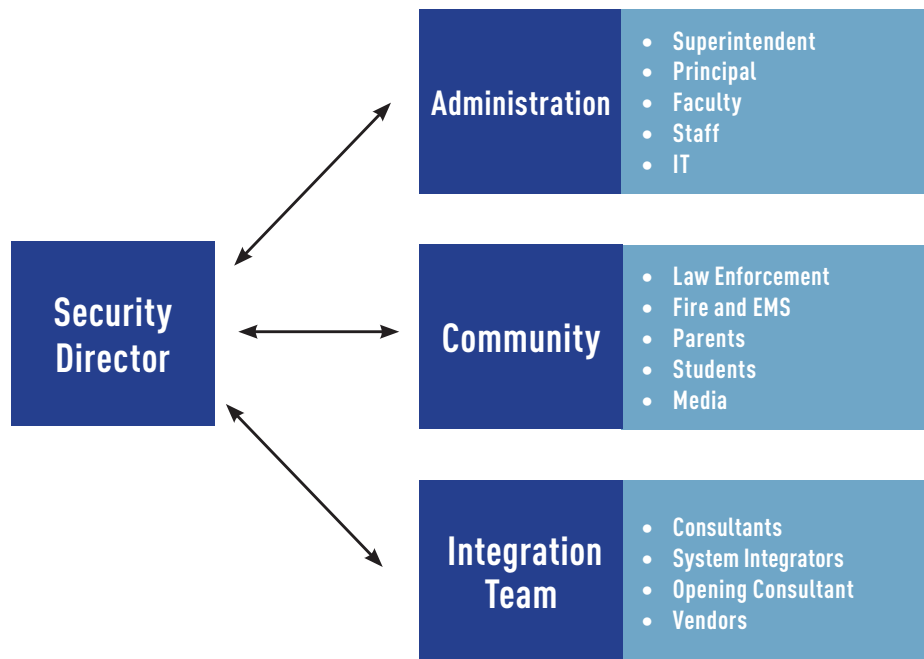 Security
Director
Administration
• Superintendent
• Principal
• Faculty
• Staff
• IT
Community
• Law Enforcement
• Fire and EMS
• Parents
• Students
• Media
Integration
Team
• Consultants
• System Integrators
• Opening Consultant
• Vendors